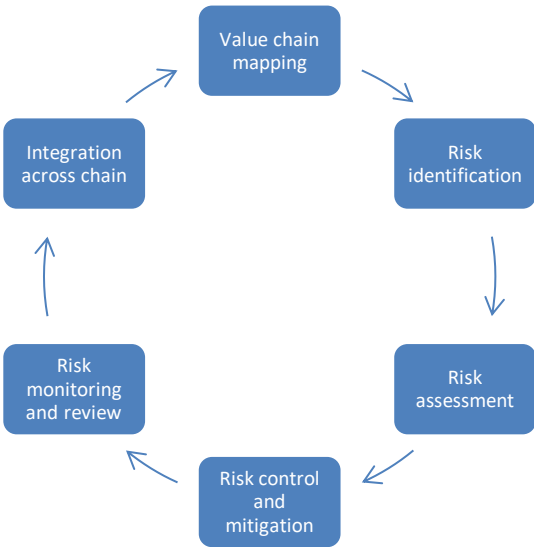 Value chain
mapping
Risk
identification
Risk
assessment
Risk control
and
mitigation
Risk
monitoring
and review
Integration
across chain